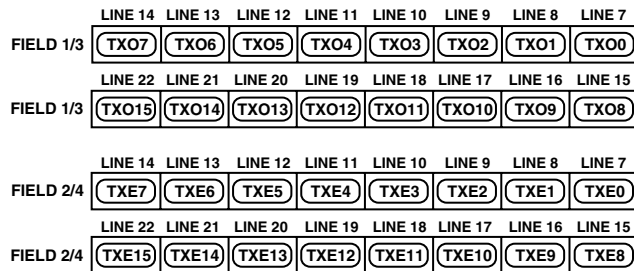 LINE 14 LINE 13 LINE 12 LINE 11 LINE 10 LINE 9 LINE 8 LINE 7
FIELD 1/3 TXO7 TXO6 TXO5 TXO4 TXO3 TXO2 TXO1 TXO0
LINE 22 LINE 21 LINE 20 LINE 19 LINE 18 LINE 17 LINE 16 LINE 15
FIELD 1/3 TXO15 TXO14 TXO13 TXO12 TXO11 TXO10 TXO9 TXO8
LINE 14 LINE 13 LINE 12 LINE 11 LINE 10 LINE 9 LINE 8 LINE 7
FIELD 2/4 TXE7 TXE6 TXE5 TXE4 TXE3 TXE2 TXE1 TXE0
LINE 22 LINE 21 LINE 20 LINE 19 LINE 18 LINE 17 LINE 16 LINE 15
FIELD 2/4 TXE15 TXE14 TXE13 TXE12 TXE11 TXE10 TXE9 TXE8